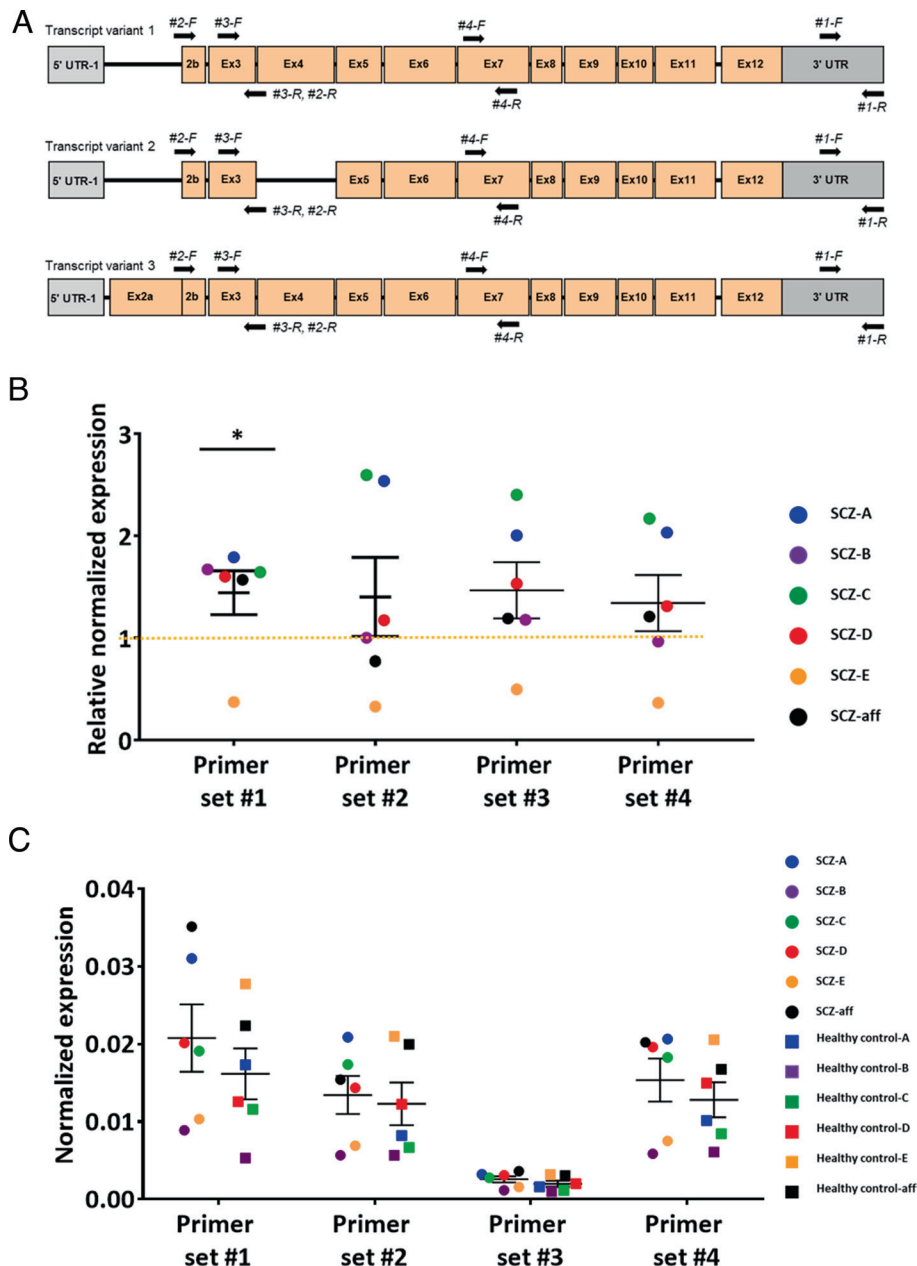 A
Transcript variant 1
#2-F
#3-F
#4-F
#1-F
5' UTR-1
2b
Ex3
Ex4
Ex5
Ex6
Ex7
Ex8
Ex9
Ex10
Ex11
Ex12
3' UTR
#3-R, #2-R
#4-R
#1-R
Transcript variant 2
#2-F
#3-F
#4-F
#1-F
5' UTR-1
2b
Ex3
Ex5
Ex6
Ex7
Ex8
Ex9
Ex10
Ex11
Ex12
3' UTR
#3-R, #2-R
#4-R
#1-R
Transcript variant 3
#2-F
#3-F
#4-F
#1-F
5' UTR-1
Ex2a
2b
Ex3
Ex4
Ex5
Ex6
Ex7
Ex8
Ex9
Ex10
Ex11
Ex12
3' UTR
#3-R, #2-R
#4-R
#1-R
B
Relative normalized expression
3
2
1
0
*
Primer set #1
Primer set #2
Primer set #3
Primer set #4
SCZ-A
SCZ-B
SCZ-C
SCZ-D
SCZ-E
SCZ-aff
C
Normalized expression
0.04
0.03
0.02
0.01
0.00
Primer set #1
Primer set #2
Primer set #3
Primer set #4
SCZ-A
SCZ-B
SCZ-C
SCZ-D
SCZ-E
SCZ-aff
Healthy control-A
Healthy control-B
Healthy control-C
Healthy control-D
Healthy control-E
Healthy control-aff